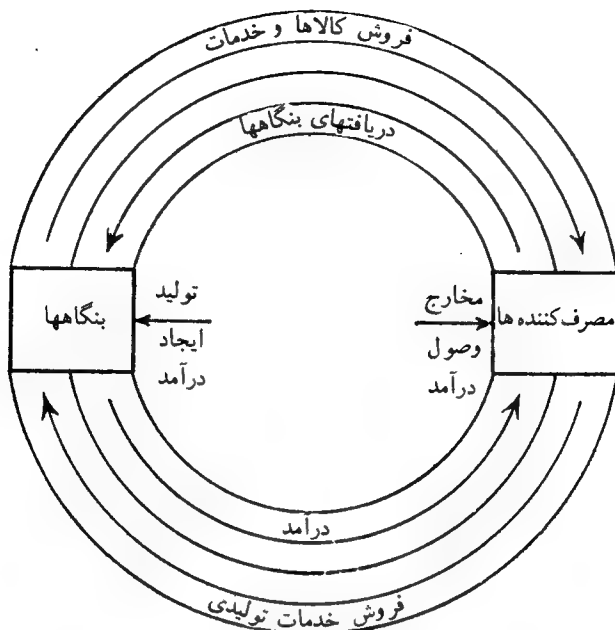 فروش کالاها و خدمات
دریافتهای بنگاهها
بنگاهها
تولید
ایجاد
درآمد
مخارج
وصول
درآمد
مصرف‌کننده‌ها
درآمد
فروش خدمات تولیدی